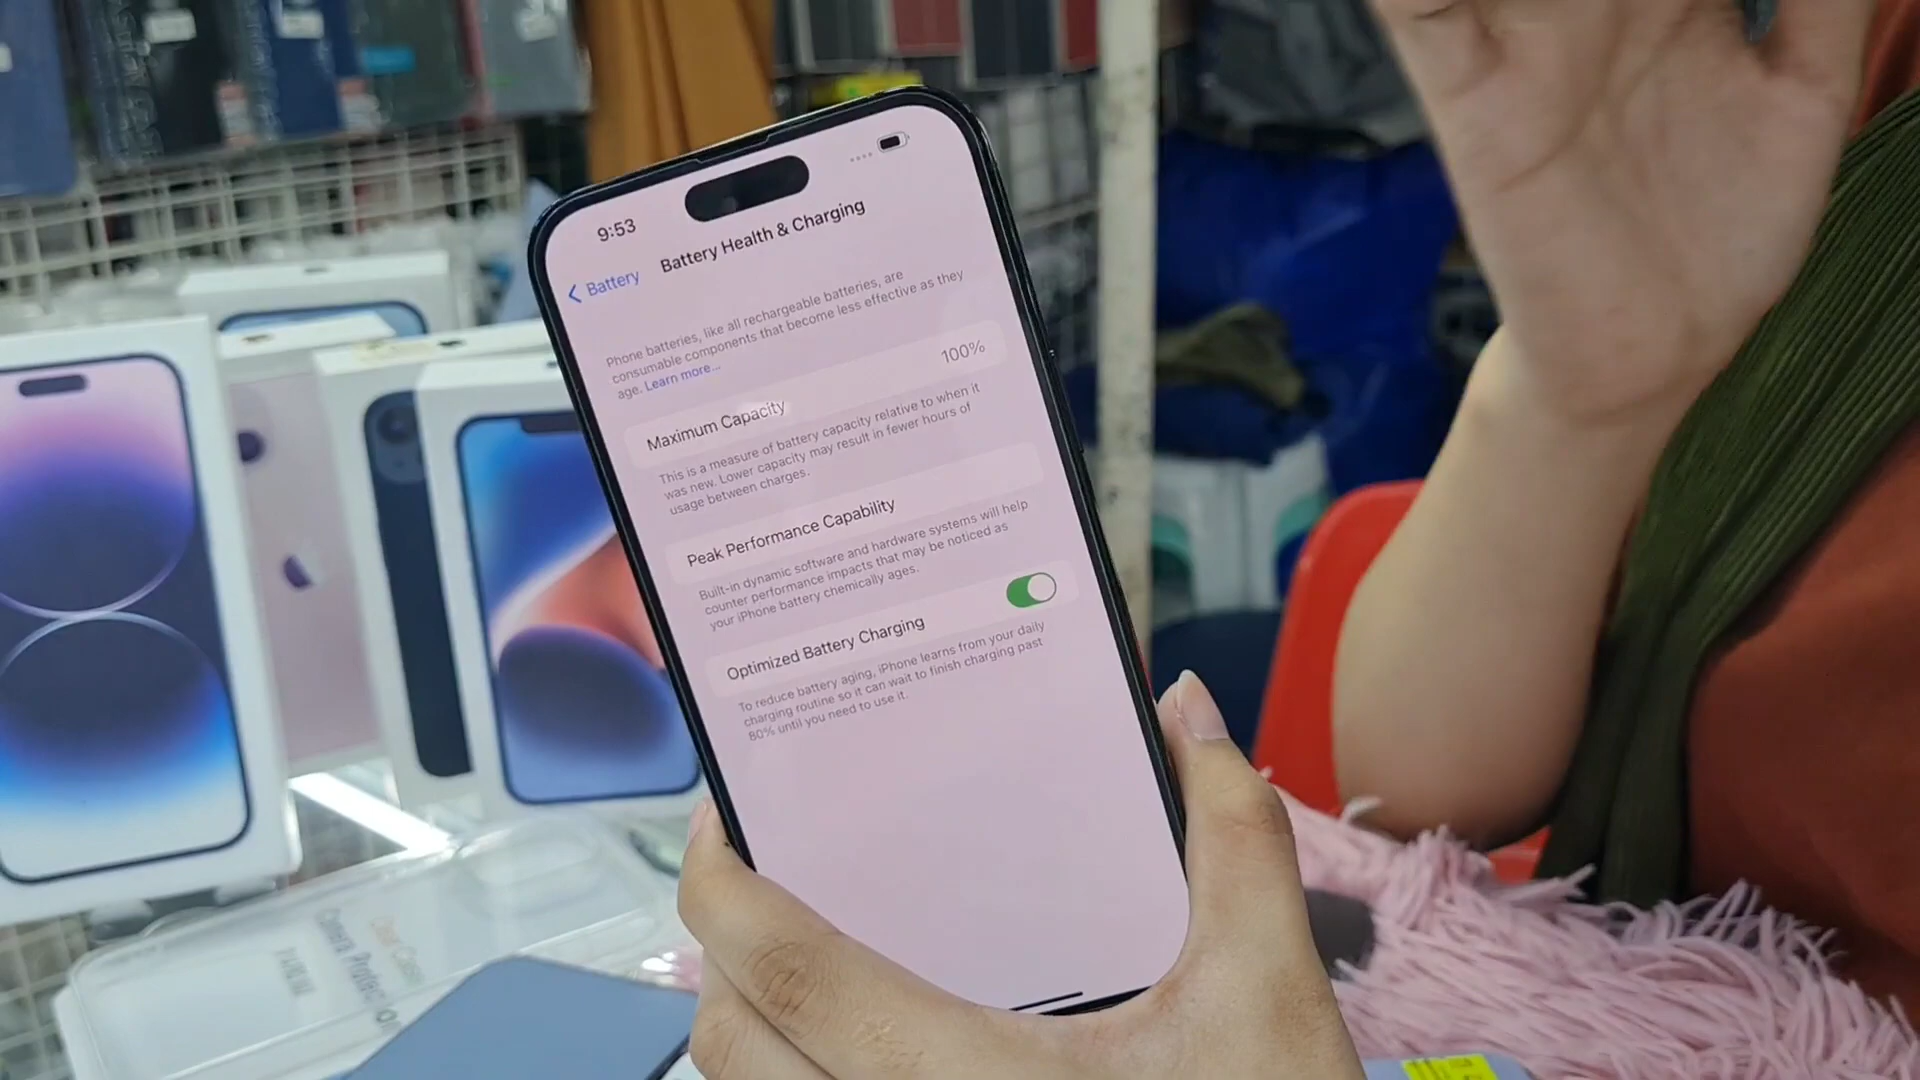 9:53
Battery
Battery Health & Charging
Phone batteries, like all rechargeable batteries, are
consumable components that become less effective as they
age. Learn more...
Maximum Capacity
100%
This is a measure of battery capacity relative to when it
was new. Lower capacity may result in fewer hours of
usage between charges.
Peak Performance Capability
Built-in dynamic software and hardware systems will help
counter performance impacts that may be noticed as
your iPhone battery chemically ages.
Optimized Battery Charging
To reduce battery aging, iPhone learns from your daily
charging routine so it can wait to finish charging past
80% until you need to use it.
Clear Case
Camera Protection